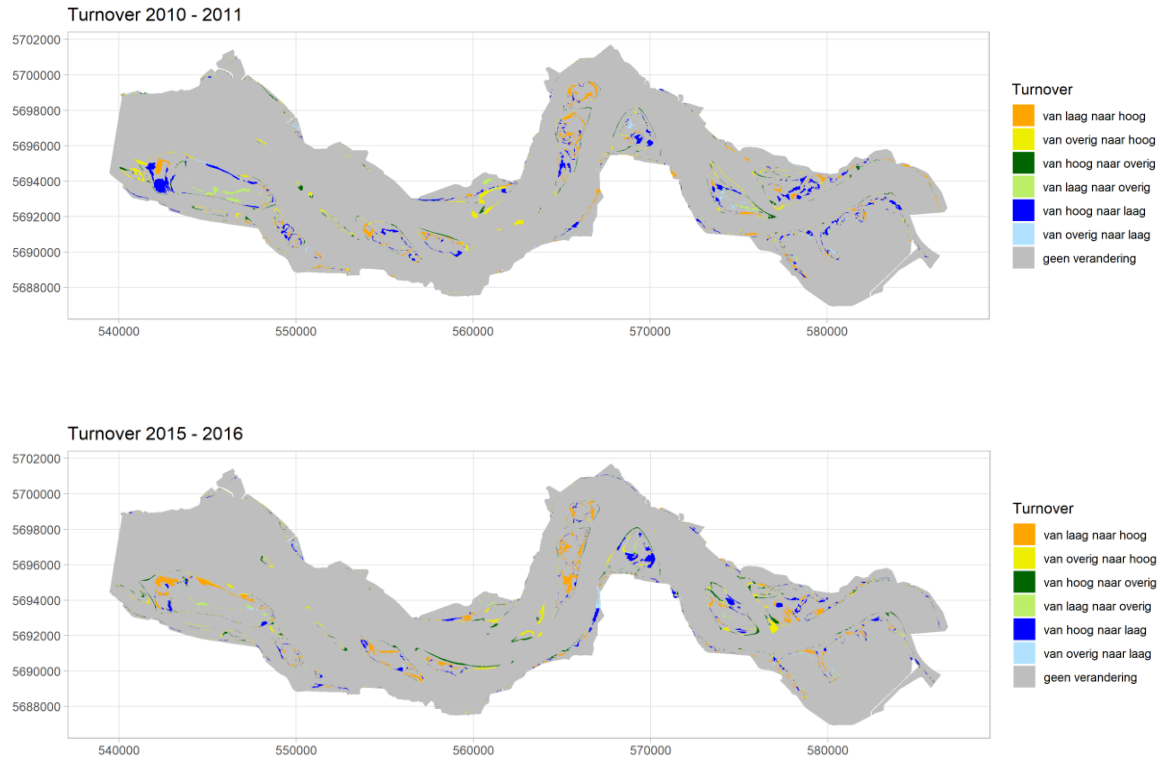 Turnover 2010 - 2011
5702000
5700000
5698000
5696000
5694000
5692000
5690000
5688000
540000 550000 560000 570000 580000
Turnover
van laag naar hoog
van overig naar hoog
van hoog naar overig
van laag naar overig
van hoog naar laag
van overig naar laag
geen verandering
Turnover 2015 - 2016
5702000
5700000
5698000
5696000
5694000
5692000
5690000
5688000
540000 550000 560000 570000 580000
Turnover
van laag naar hoog
van overig naar hoog
van hoog naar overig
van laag naar overig
van hoog naar laag
van overig naar laag
geen verandering